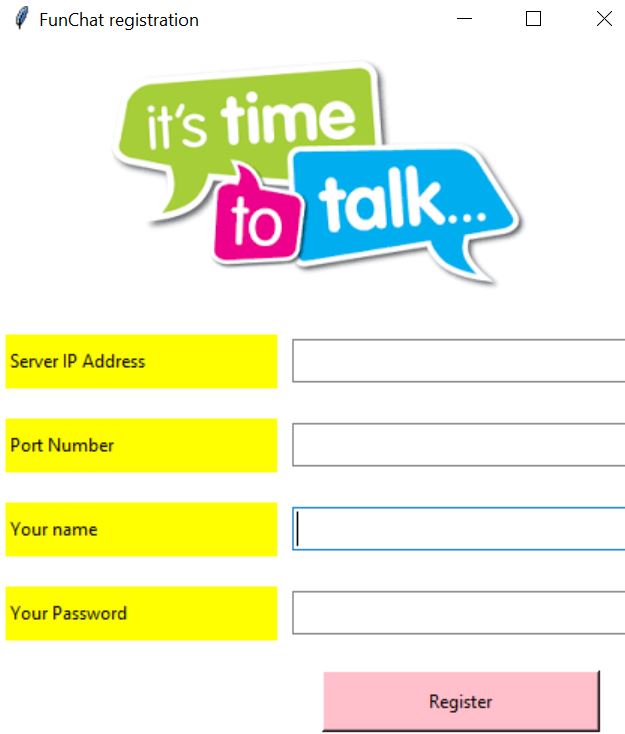 FunChat registration
it's time
to talk...
Server IP Address
Port Number
Your name
Your Password
Register